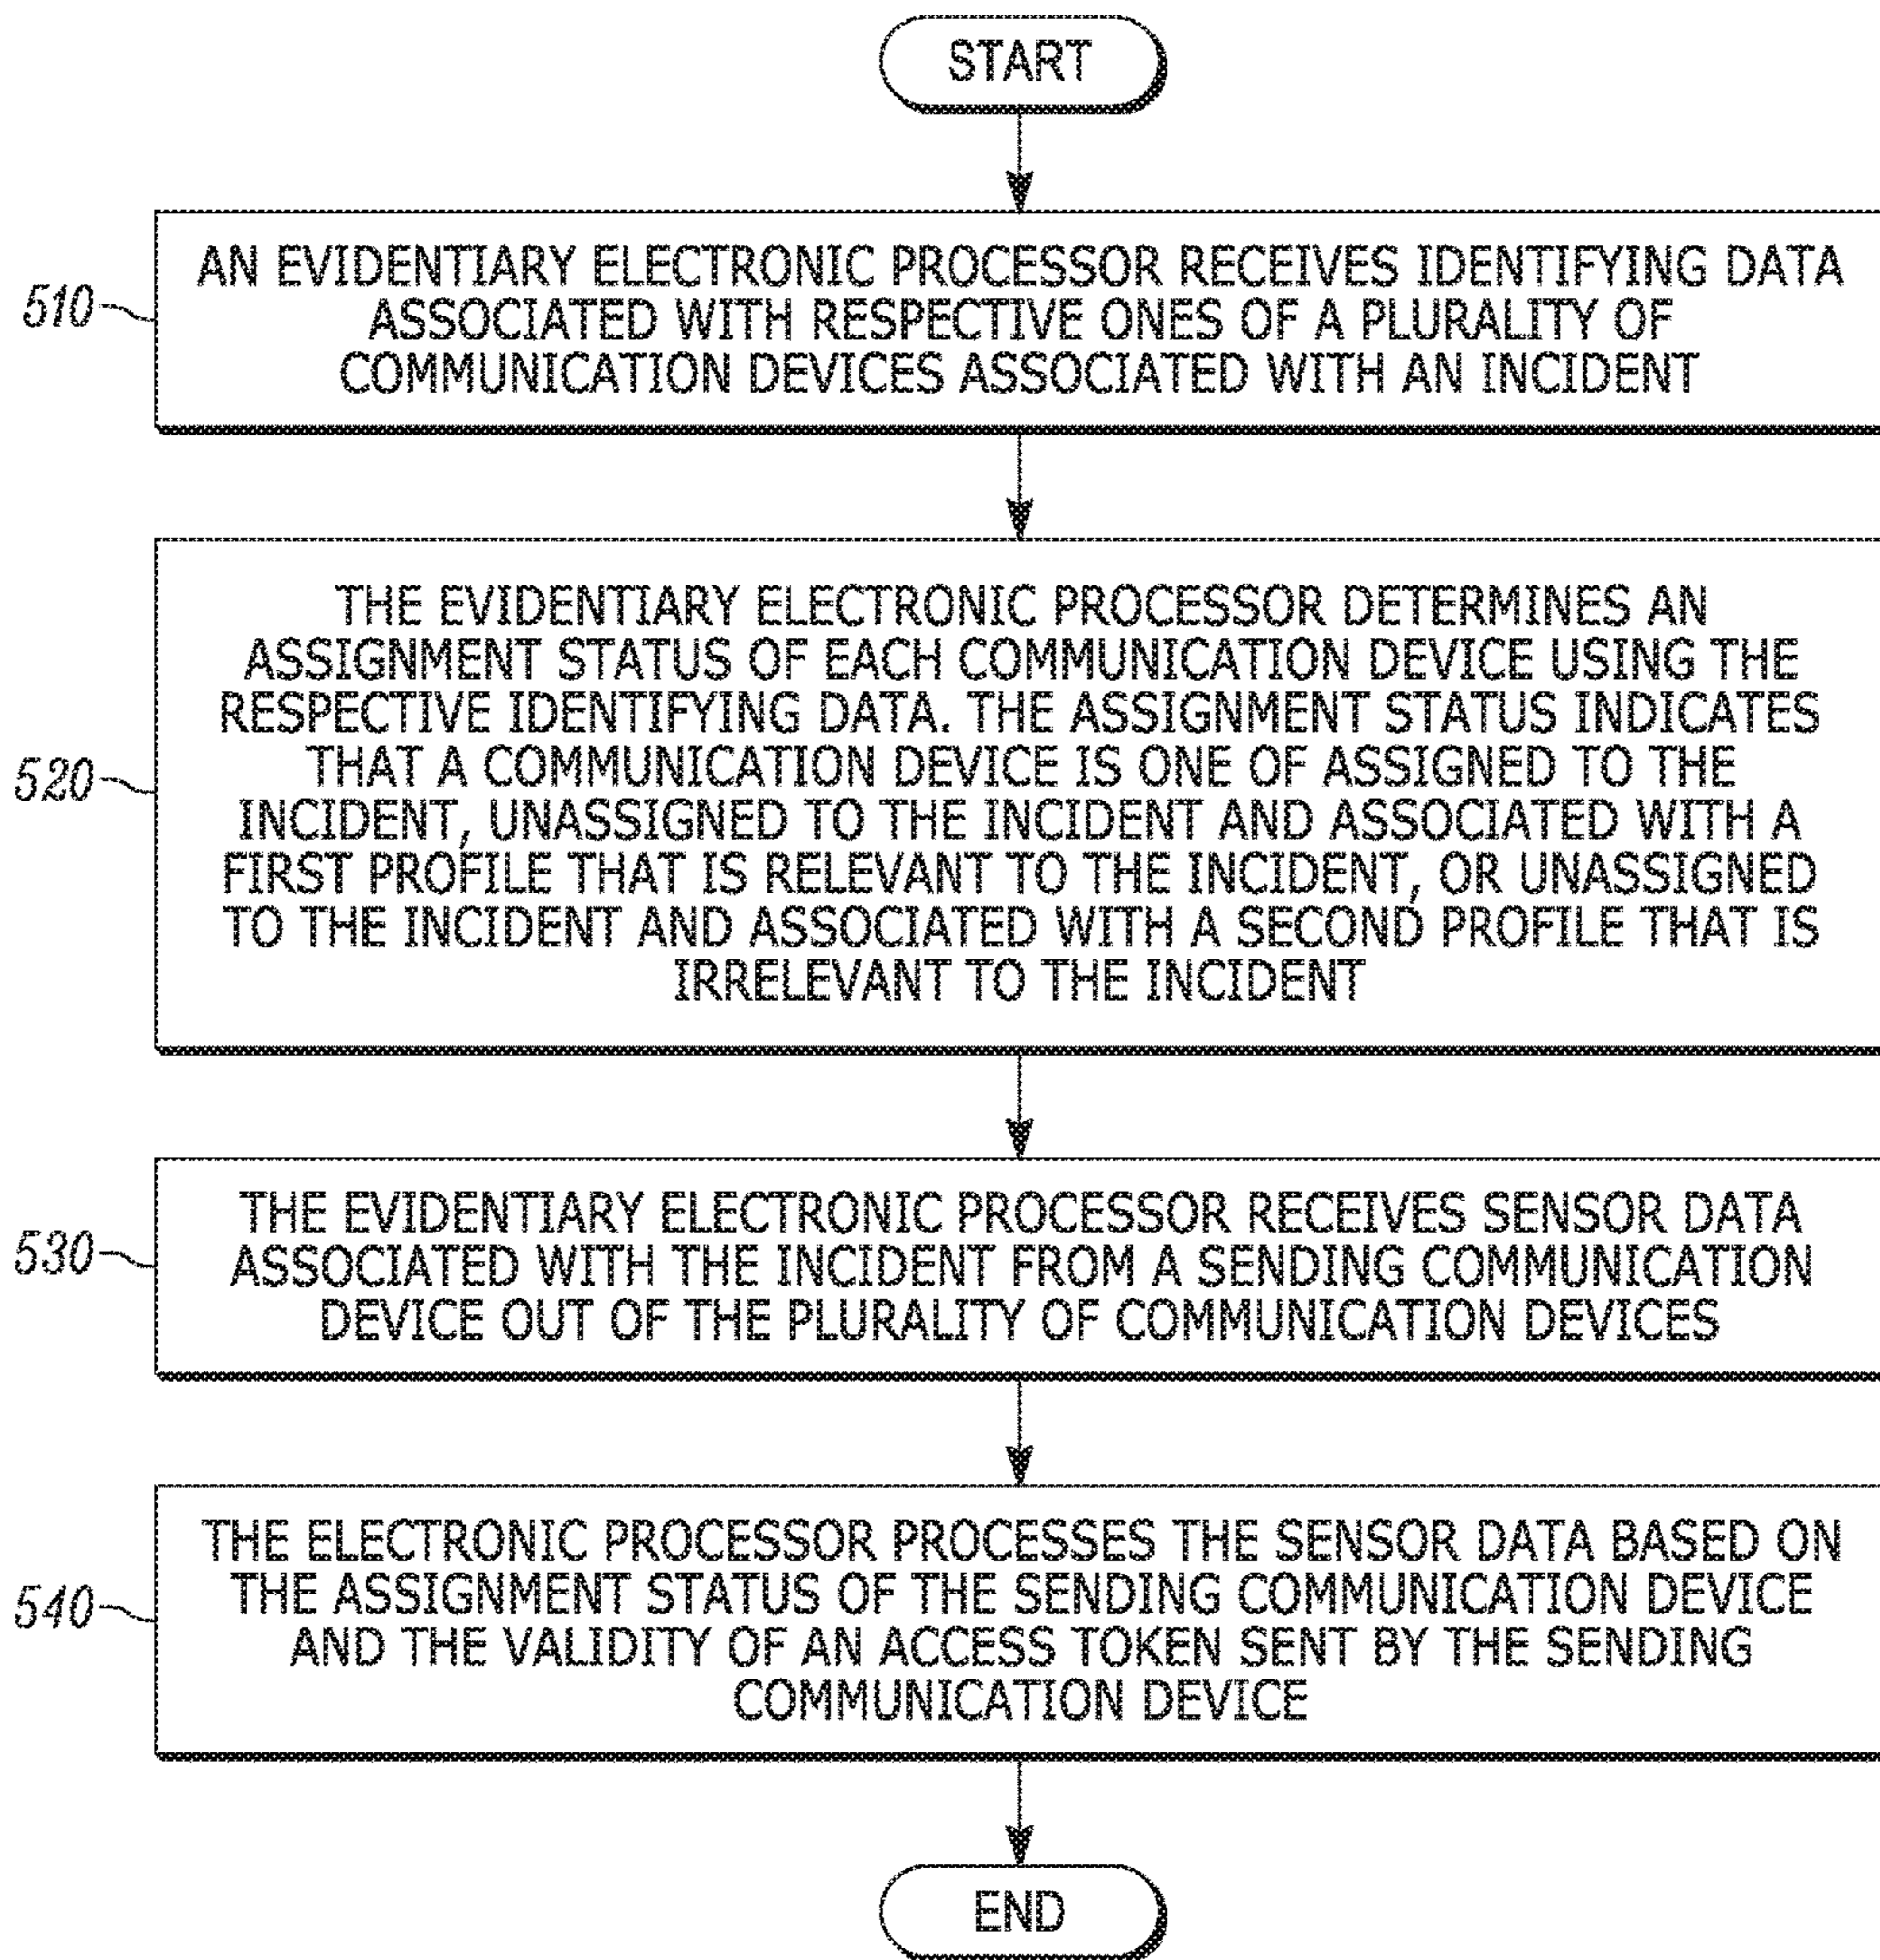 START
510
AN EVIDENTIARY ELECTRONIC PROCESSOR RECEIVES IDENTIFYING DATA
ASSOCIATED WITH RESPECTIVE ONES OF A PLURALITY OF
COMMUNICATION DEVICES ASSOCIATED WITH AN INCIDENT
520
THE EVIDENTIARY ELECTRONIC PROCESSOR DETERMINES AN
ASSIGNMENT STATUS OF EACH COMMUNICATION DEVICE USING THE
RESPECTIVE IDENTIFYING DATA. THE ASSIGNMENT STATUS INDICATES
THAT A COMMUNICATION DEVICE IS ONE OF ASSIGNED TO THE
INCIDENT, UNASSIGNED TO THE INCIDENT AND ASSOCIATED WITH A
FIRST PROFILE THAT IS RELEVANT TO THE INCIDENT, OR UNASSIGNED
TO THE INCIDENT AND ASSOCIATED WITH A SECOND PROFILE THAT IS
IRRELEVANT TO THE INCIDENT
530
THE EVIDENTIARY ELECTRONIC PROCESSOR RECEIVES SENSOR DATA
ASSOCIATED WITH THE INCIDENT FROM A SENDING COMMUNICATION
DEVICE OUT OF THE PLURALITY OF COMMUNICATION DEVICES
540
THE ELECTRONIC PROCESSOR PROCESSES THE SENSOR DATA BASED ON
THE ASSIGNMENT STATUS OF THE SENDING COMMUNICATION DEVICE
AND THE VALIDITY OF AN ACCESS TOKEN SENT BY THE SENDING
COMMUNICATION DEVICE
END